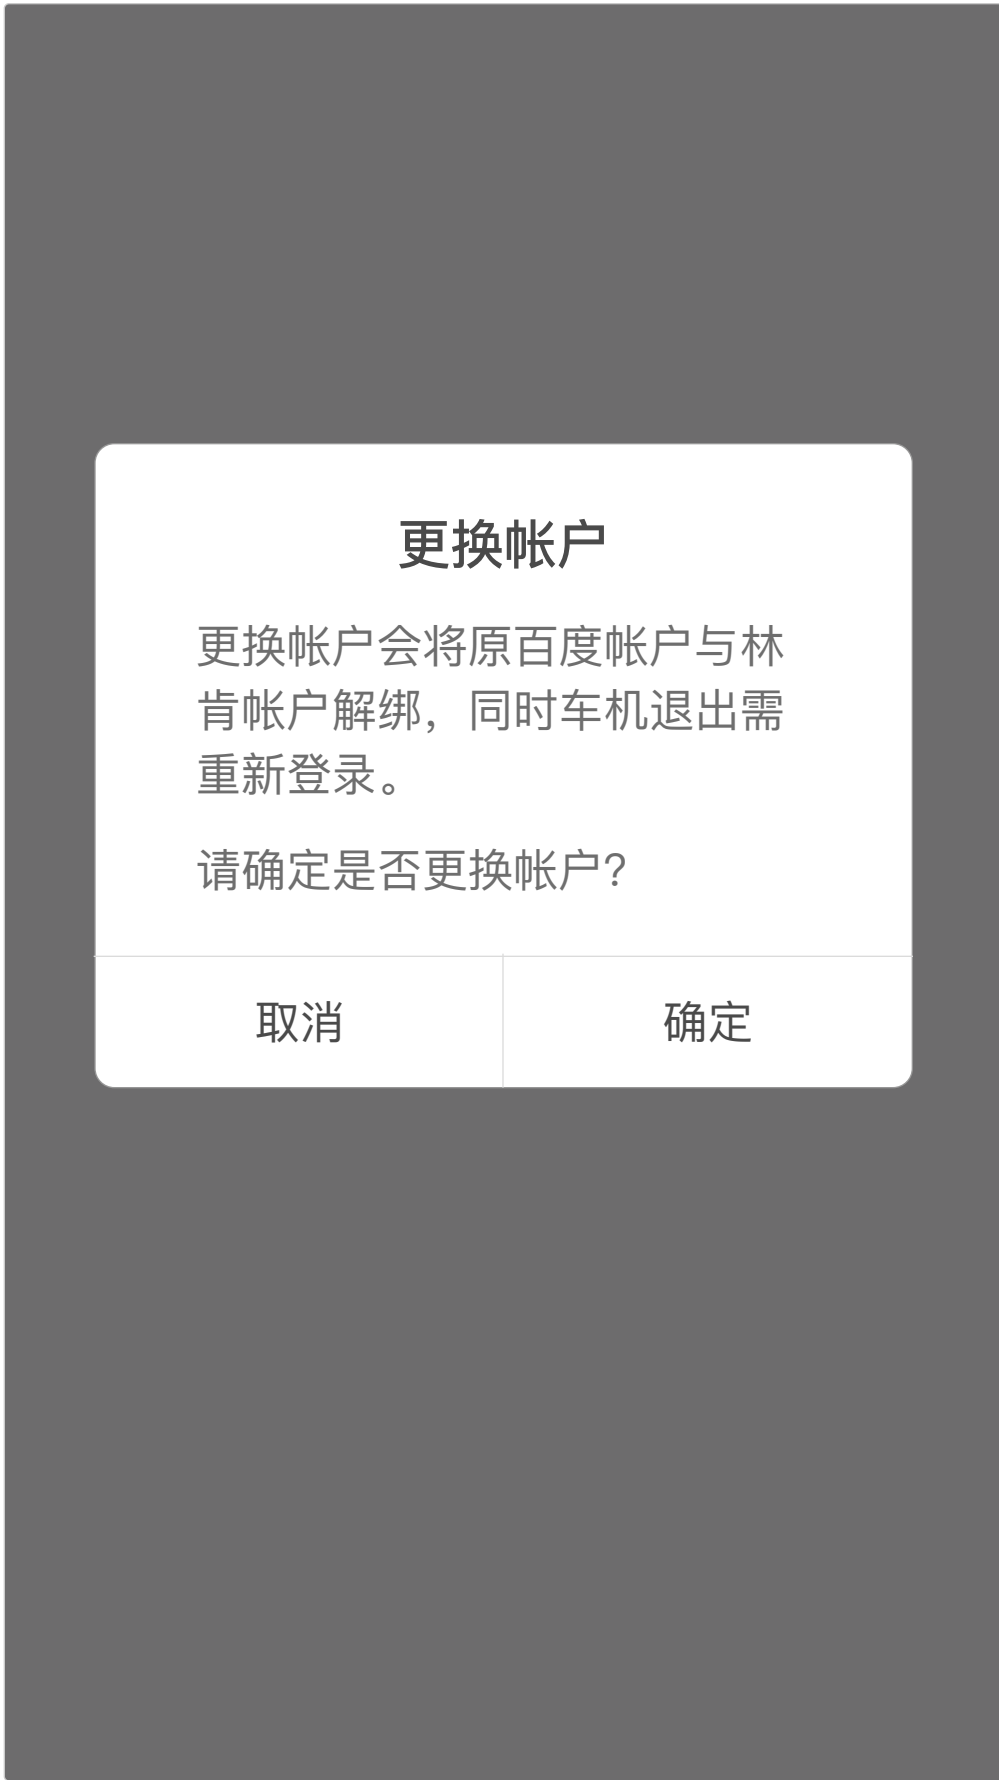 更换帐户
更换帐户会将原百度帐户与林
肯帐户解绑，同时车机退出需
重新登录。
请确定是否更换帐户?
取消
确定